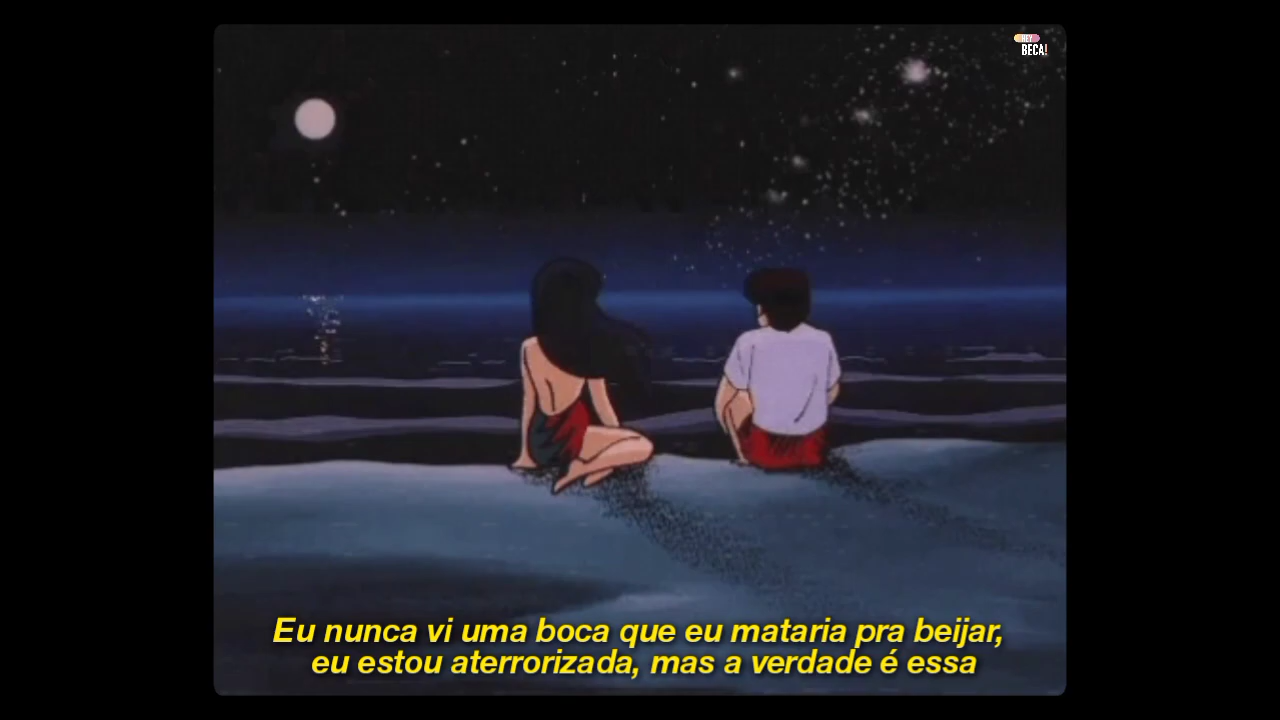 HEY
BECA!
Eu nunca vi uma boca que eu mataria pra beijar,
eu estou aterrorizada, mas a verdade é essa